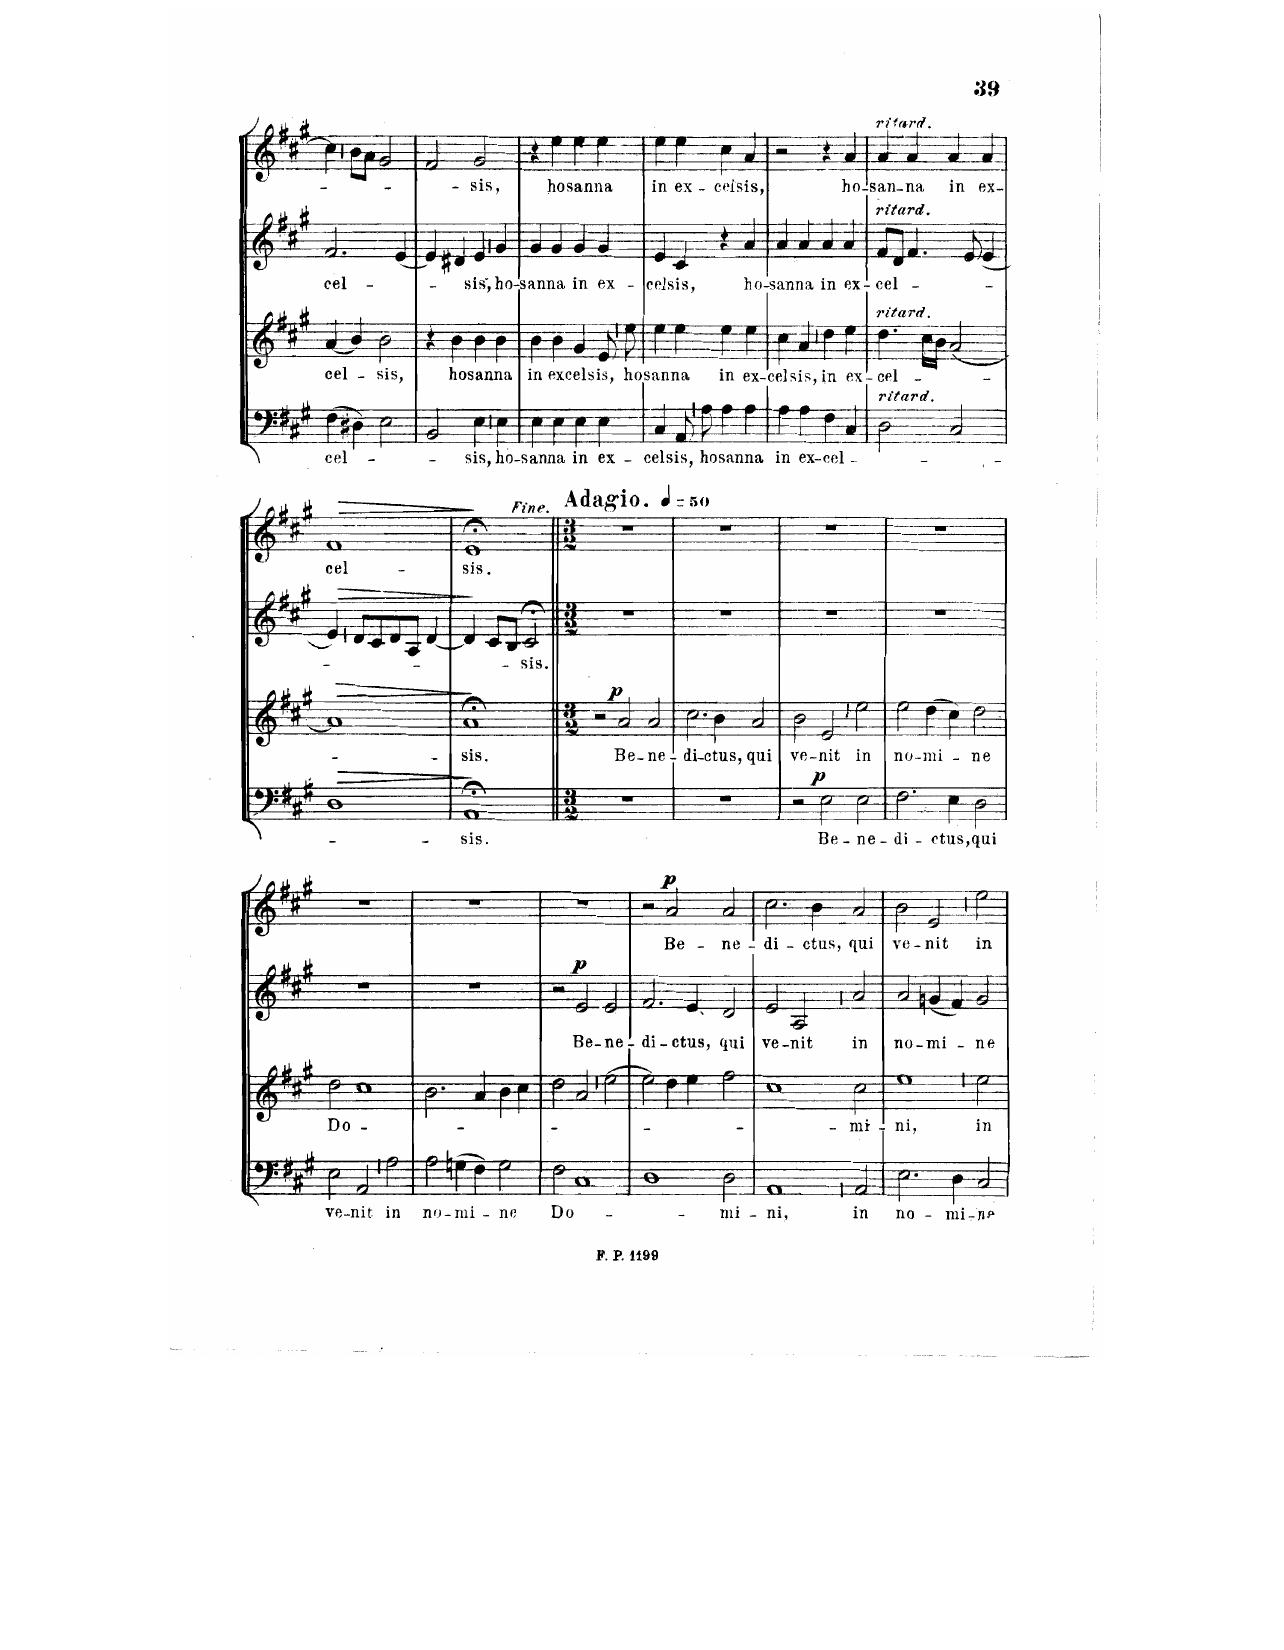 39
ritard.
- - - sis, hosanna in ex - celsis, ho-san-na in ex-
ritard.
cel - - sis, ho-sanna in ex - celsis, ho-sanna in ex-cel - -
ritard.
cel - sis, hosanna in excelsis, hosanna in ex-celsis, in ex-cel - -
ritard.
cel - - sis, ho-sanna in ex - celsis, hosanna in ex-cel - - -
Fine. Adagio. ♩ = 50
cel - sis.
- - - sis.
p
- - sis. Be-ne-di-ctus, qui ve-nit in no-mi - ne
p
- - sis. Be - ne - di - ctus, qui
p
Be - ne - di - ctus, qui ve-nit in
p
Be-ne-di-ctus, qui ve-nit in no-mi - ne
Do - - - - - mi - ni, in
ve-nit in no-mi - ne Do - - mi - ni, in no - mi-ne
F. P. 1199